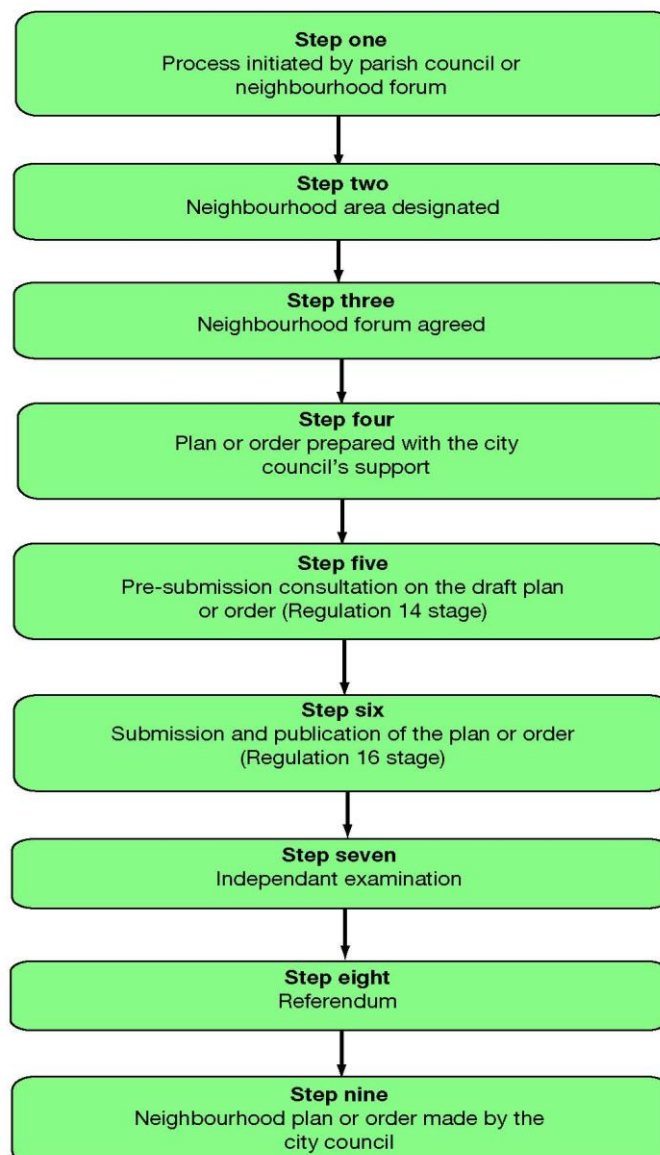 Step one
Process initiated by parish council or
neighbourhood forum
Step two
Neighbourhood area designated
Step three
Neighbourhood forum agreed
Step four
Plan or order prepared with the city
council's support
Step five
Pre-submission consultation on the draft plan
or order (Regulation 14 stage)
Step six
Submission and publication of the plan or order
(Regulation 16 stage)
Step seven
Independant examination
Step eight
Referendum
Step nine
Neighbourhood plan or order made by the
city council